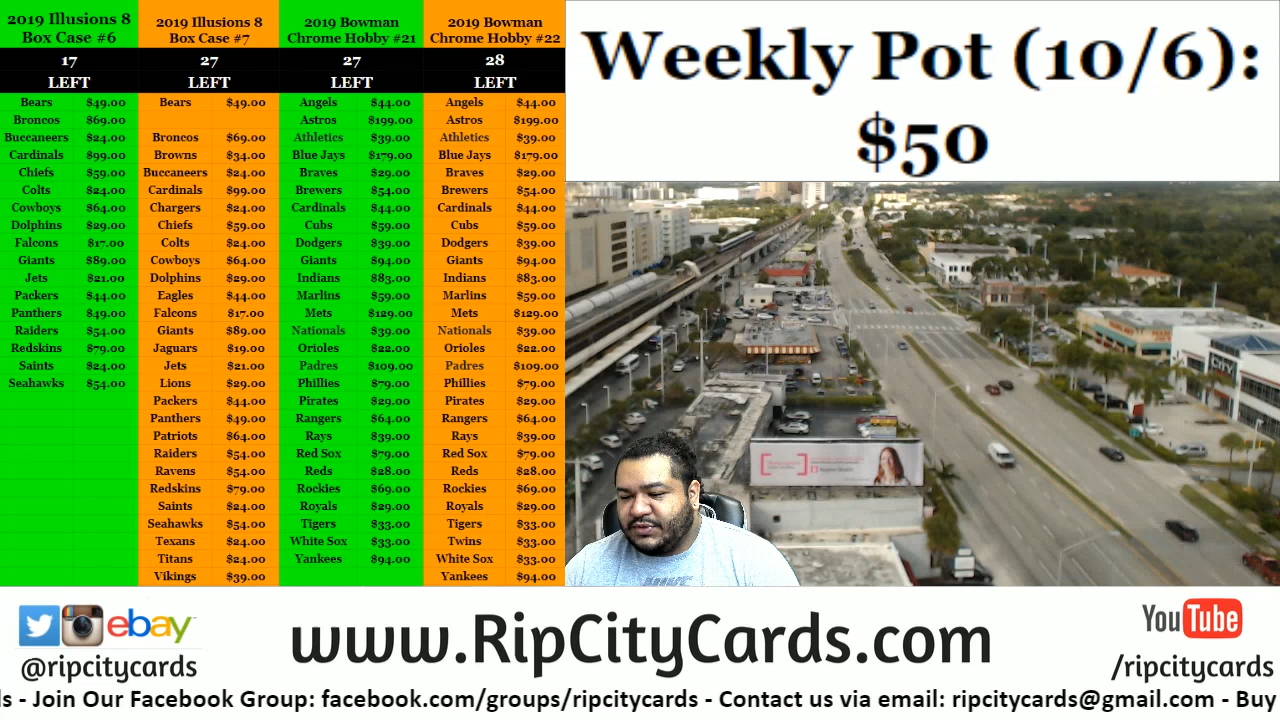 2019 Illusions 8
Box Case #6
17
LEFT
Bears $49.00
Broncos $69.00
Buccaneers $24.00
Cardinals $99.00
Chiefs $59.00
Colts $24.00
Cowboys $64.00
Dolphins $29.00
Falcons $17.00
Giants $89.00
Jets $21.00
Packers $44.00
Panthers $49.00
Raiders $54.00
Redskins $79.00
Saints $24.00
Seahawks $54.00
2019 Illusions 8
Box Case #7
27
LEFT
Bears $49.00
Broncos $69.00
Browns $34.00
Buccaneers $24.00
Cardinals $99.00
Chargers $24.00
Chiefs $59.00
Colts $24.00
Cowboys $64.00
Dolphins $29.00
Eagles $44.00
Falcons $17.00
Giants $89.00
Jaguars $19.00
Jets $21.00
Lions $29.00
Packers $44.00
Panthers $49.00
Patriots $64.00
Raiders $54.00
Ravens $54.00
Redskins $79.00
Saints $24.00
Seahawks $54.00
Texans $24.00
Titans $24.00
Vikings $39.00
2019 Bowman
Chrome Hobby #21
27
LEFT
Angels $44.00
Astros $199.00
Athletics $39.00
Blue Jays $179.00
Braves $29.00
Brewers $54.00
Cardinals $44.00
Cubs $59.00
Dodgers $39.00
Giants $94.00
Indians $83.00
Marlins $59.00
Mets $129.00
Nationals $39.00
Orioles $22.00
Padres $109.00
Phillies $79.00
Pirates $29.00
Rangers $64.00
Rays $39.00
Red Sox $79.00
Reds $28.00
Rockies $69.00
Royals $29.00
Tigers $33.00
White Sox $33.00
Yankees $94.00
2019 Bowman
Chrome Hobby #22
28
LEFT
Angels $44.00
Astros $199.00
Athletics $39.00
Blue Jays $179.00
Braves $29.00
Brewers $54.00
Cardinals $44.00
Cubs $59.00
Dodgers $39.00
Giants $94.00
Indians $83.00
Marlins $59.00
Mets $129.00
Nationals $39.00
Orioles $22.00
Padres $109.00
Phillies $79.00
Pirates $29.00
Rangers $64.00
Rays $39.00
Red Sox $79.00
Reds $28.00
Rockies $69.00
Royals $29.00
Tigers $33.00
Twins $33.00
White Sox $33.00
Yankees $94.00
Weekly Pot (10/6):
$50
CITY
ebay
@ripcitycards
www.RipCityCards.com
YouTube
/ripcitycards
ds - Join Our Facebook Group: facebook.com/groups/ripcitycards - Contact us via email: ripcitycards@gmail.com - Buy